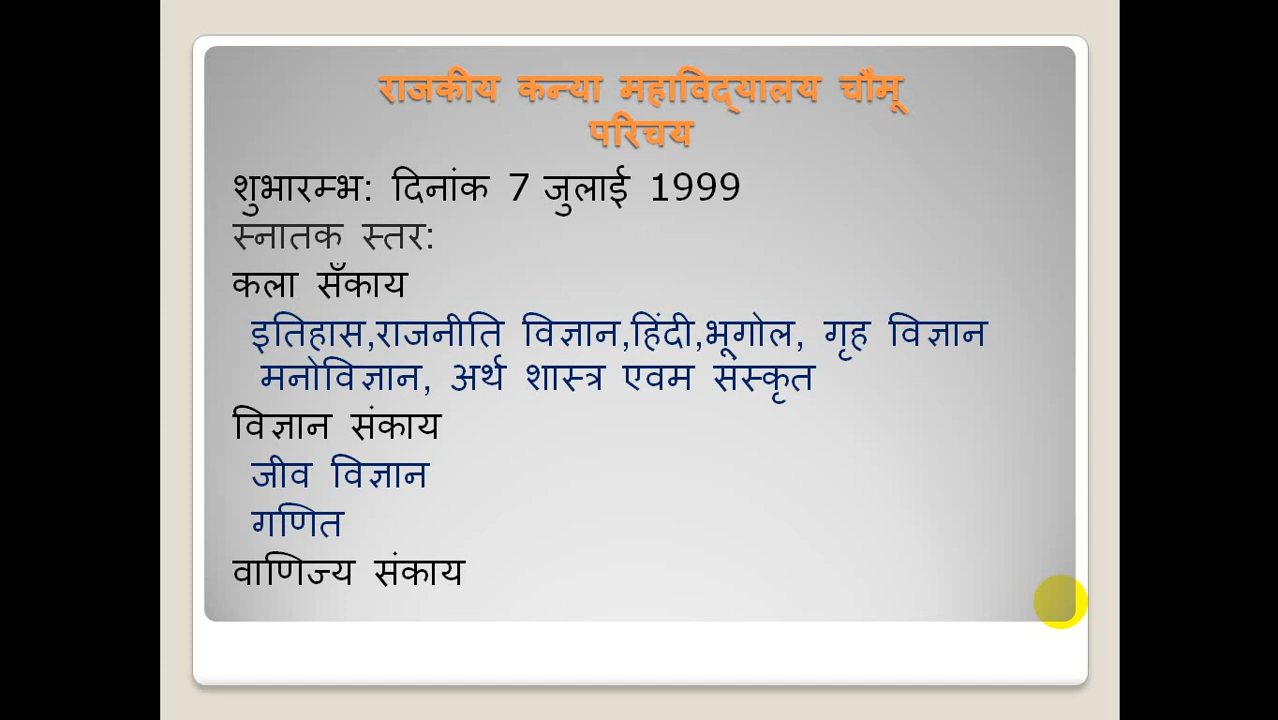 राजकीय कन्या महाविद्यालय चौमू
परिचय
शुभारम्भ: दिनांक 7 जुलाई 1999
स्नातक स्तर:
कला सँकाय
इतिहास,राजनीति विज्ञान,हिंदी,भूगोल, गृह विज्ञान
मनोविज्ञान, अर्थ शास्त्र एवम संस्कृत
विज्ञान संकाय
जीव विज्ञान
गणित
वाणिज्य संकाय